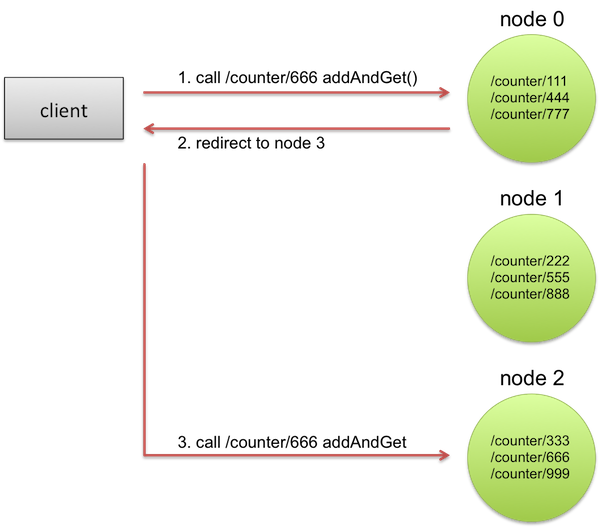 node 0
1. call /counter/666 addAndGet()
/counter/111
/counter/444
/counter/777
client
2. redirect to node 3
node 1
/counter/222
/counter/555
/counter/888
node 2
3. call /counter/666 addAndGet
/counter/333
/counter/666
/counter/999